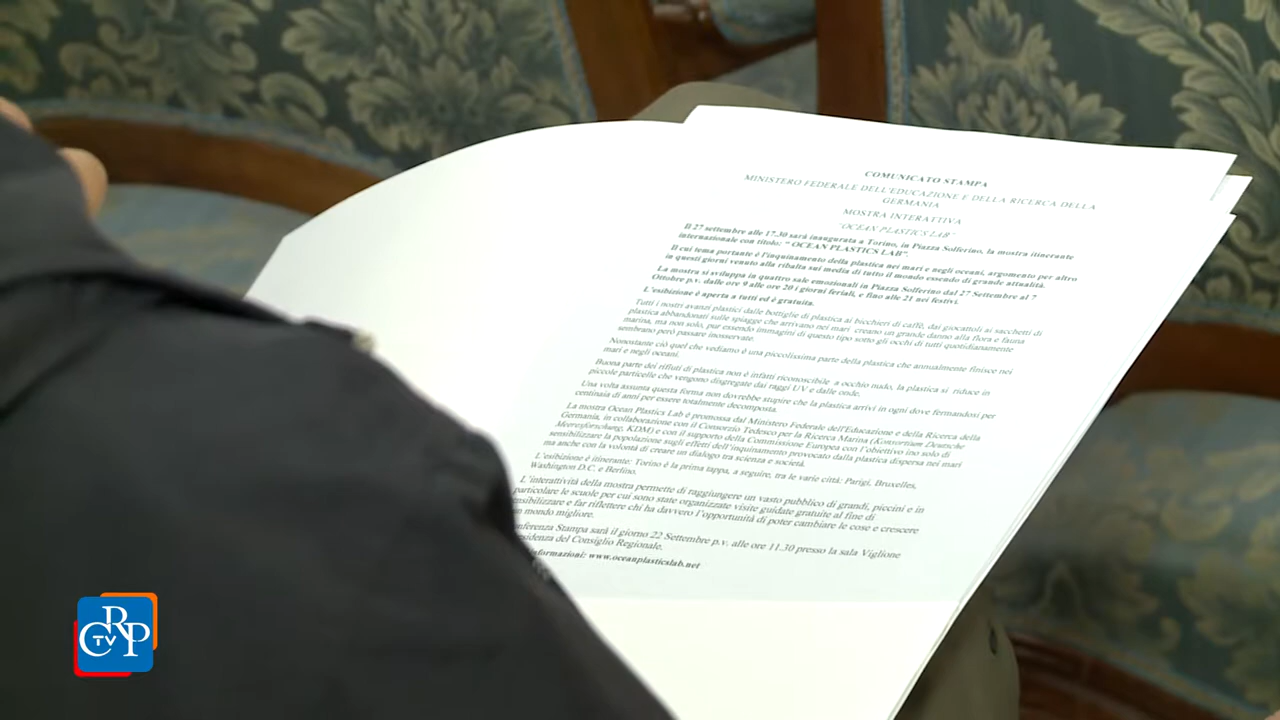 COMUNICATO STAMPA
MINISTERO FEDERALE DELL'EDUCAZIONE E DELLA RICERCA DELLA
GERMANIA
MOSTRA INTERATTIVA
"OCEAN PLASTICS LAB"
Il 27 settembre alle 17.30 sarà inaugurata a Torino, in Piazza Solferino, la mostra itinerante
internazionale con titolo: " OCEAN PLASTICS LAB".
Il cui tema portante è l'inquinamento della plastica nei mari e negli oceani, argomento per altro
in questi giorni venuto alla ribalta sui media di tutto il mondo essendo di grande attualità.
La mostra si sviluppa in quattro sale emozionali in Piazza Solferino dal 27 Settembre al 7
Ottobre p.v. dalle ore 9 alle ore 20 i giorni feriali, e fino alle 21 nei festivi.
L'esibizione è aperta a tutti ed è gratuita.
Tutti i nostri avanzi plastici dalle bottiglie di plastica ai bicchieri di caffè, dai giocattoli ai sacchetti di
plastica abbandonati sulle spiagge che arrivano nei mari creano un grande danno alla flora e fauna
marina, ma non solo, pur essendo immagini di questo tipo sotto gli occhi di tutti quotidianamente
sembrano però passare inosservate.
Nonostante ciò quel che vediamo è una piccolissima parte della plastica che annualmente finisce nei
mari e negli oceani.
Buona parte dei rifiuti di plastica non è infatti riconoscibile a occhio nudo, la plastica si riduce in
piccole particelle che vengono disgregate dai raggi UV e dalle onde.
Una volta assunta questa forma non dovrebbe stupire che la plastica arrivi in ogni dove fermandosi per
centinaia di anni per essere totalmente decomposta.
La mostra Ocean Plastics Lab è promossa dal Ministero Federale dell'Educazione e della Ricerca della
Germania, in collaborazione con il Consorzio Tedesco per la Ricerca Marina (Konsortium Deutsche
Meeresforschung, KDM) e con il supporto della Commissione Europea con l'obiettivo ino solo di
sensibilizzare la popolazione sugli effetti dell'inquinamento provocato dalla plastica dispersa nei mari
ma anche con la volontà di creare un dialogo tra scienza e società.
L'esibizione è itinerante: Torino è la prima tappa, a seguire, tra le varie città: Parigi, Bruxelles,
Washington D.C. e Berlino.
L'interattività della mostra permette di raggiungere un vasto pubblico di grandi, piccini e in
particolare le scuole per cui sono state organizzate visite guidate gratuite al fine di
ensibilizzare e far riflettere chi ha davvero l'opportunità di poter cambiare le cose e crescere
n mondo migliore.
nferenza Stampa sarà il giorno 22 Settembre p.v. alle ore 11.30 presso la sala Viglione
sidenza del Consiglio Regionale.
informazioni: www.oceanplasticslab.net
CRP
TV